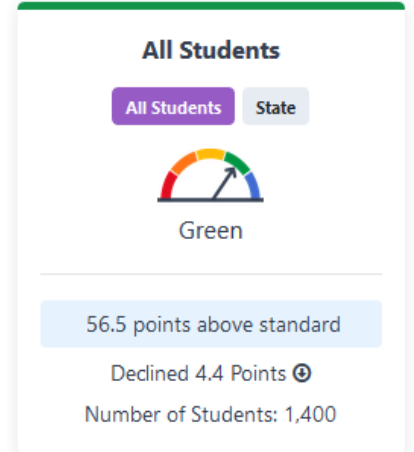 All Students
All Students State
Green
56.5 points above standard
Declined 4.4 Points
Number of Students: 1,400